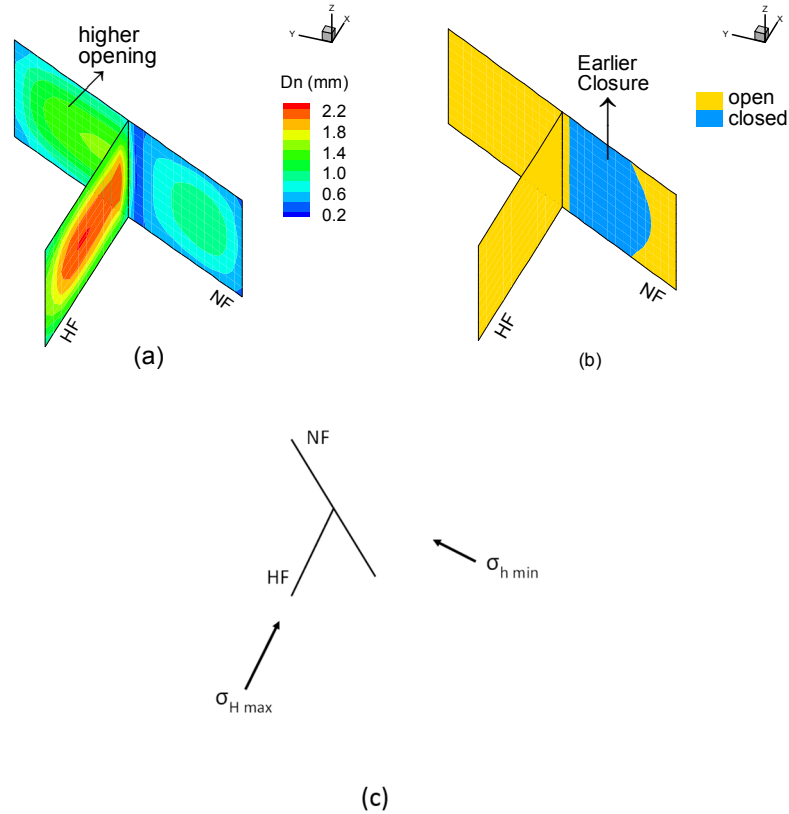 higher
opening
Z
X
Y
Dn (mm)
2.2
1.8
1.4
1.0
0.6
0.2
NF
HF
(a)
Earlier
Closure
Z
X
Y
open
closed
NF
HF
(b)
NF
HF
σh min
σH max
(c)